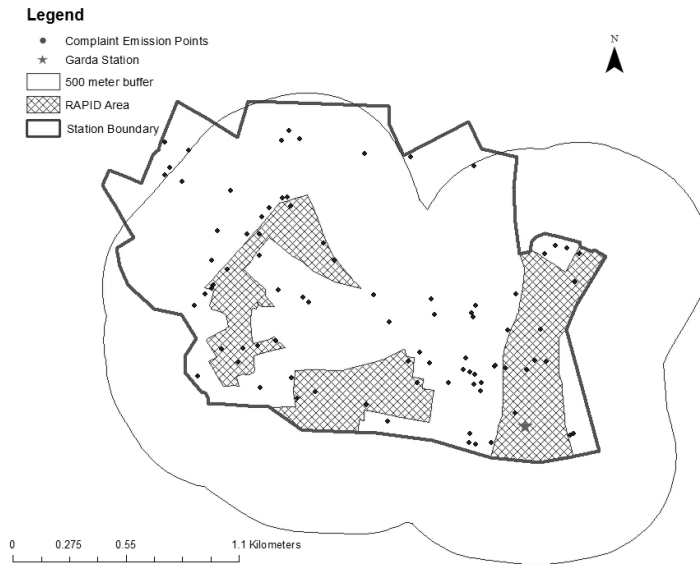 Legend
Complaint Emission Points
Garda Station
500 meter buffer
RAPID Area
Station Boundary
N
0 0.275 0.55 1.1 Kilometers